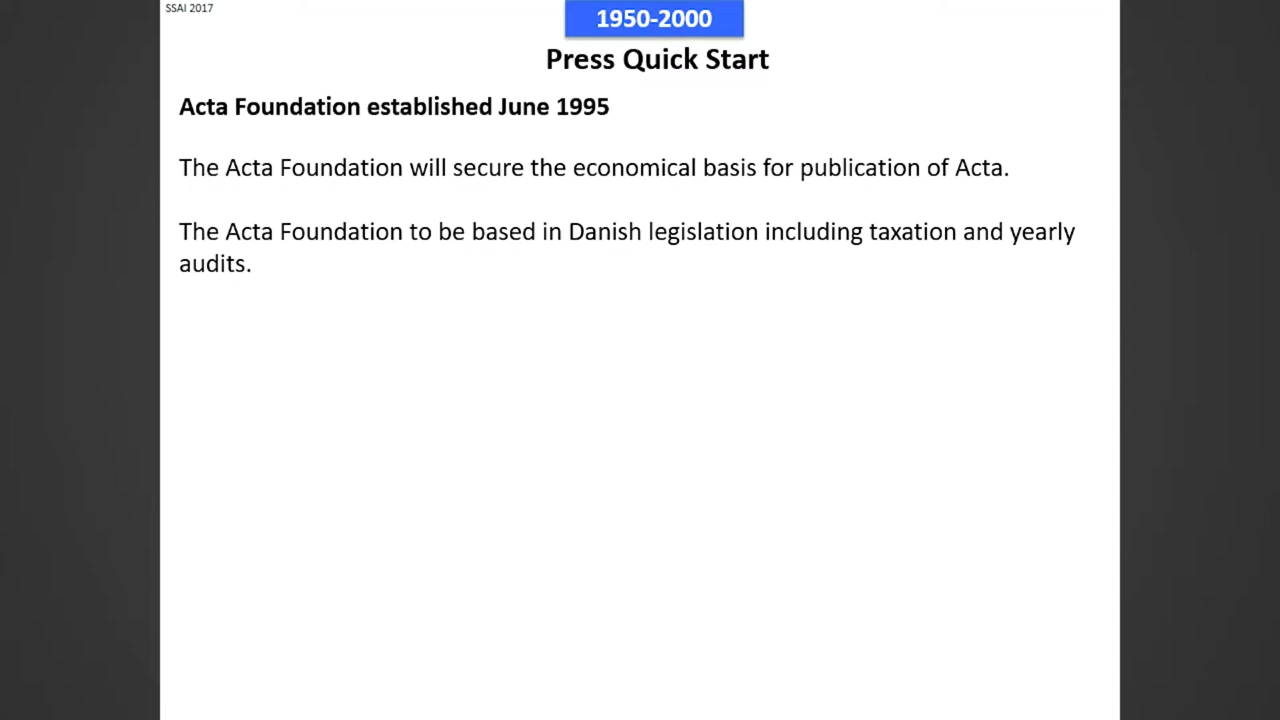 SSAI 2017
1950-2000
Press Quick Start
Acta Foundation established June 1995
The Acta Foundation will secure the economical basis for publication of Acta.
The Acta Foundation to be based in Danish legislation including taxation and yearly
audits.